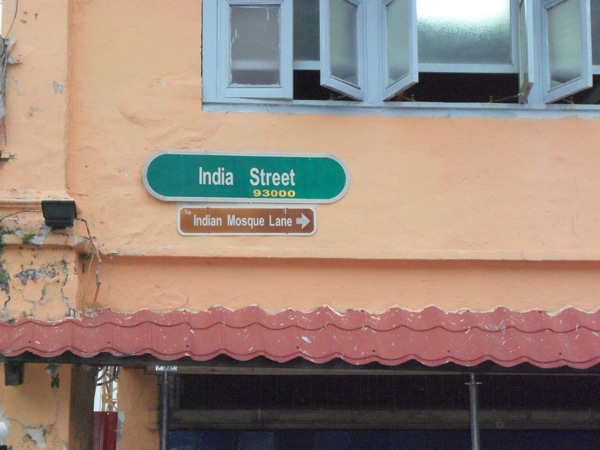 India Street
93000
To
Indian Mosque Lane